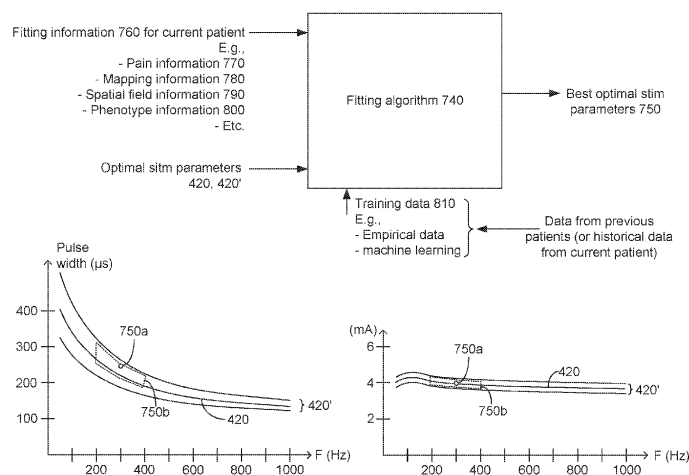 Fitting information 760 for current patient
E.g.,
- Pain information 770
- Mapping information 780
- Spatial field information 790
- Phenotype information 800
- Etc.
Optimal sitm parameters
420, 420'
Fitting algorithm 740
Best optimal stim
parameters 750
Training data 810
E.g.,
- Empirical data
- machine learning
Data from previous
patients (or historical data
from current patient)
Pulse
width (µs)
400
300
200
100
750a
750b
420
420'
200
400
600
800
1000
F (Hz)
(mA)
6
4
2
750a
420
750b
420'
200
400
600
800
1000
F (Hz)